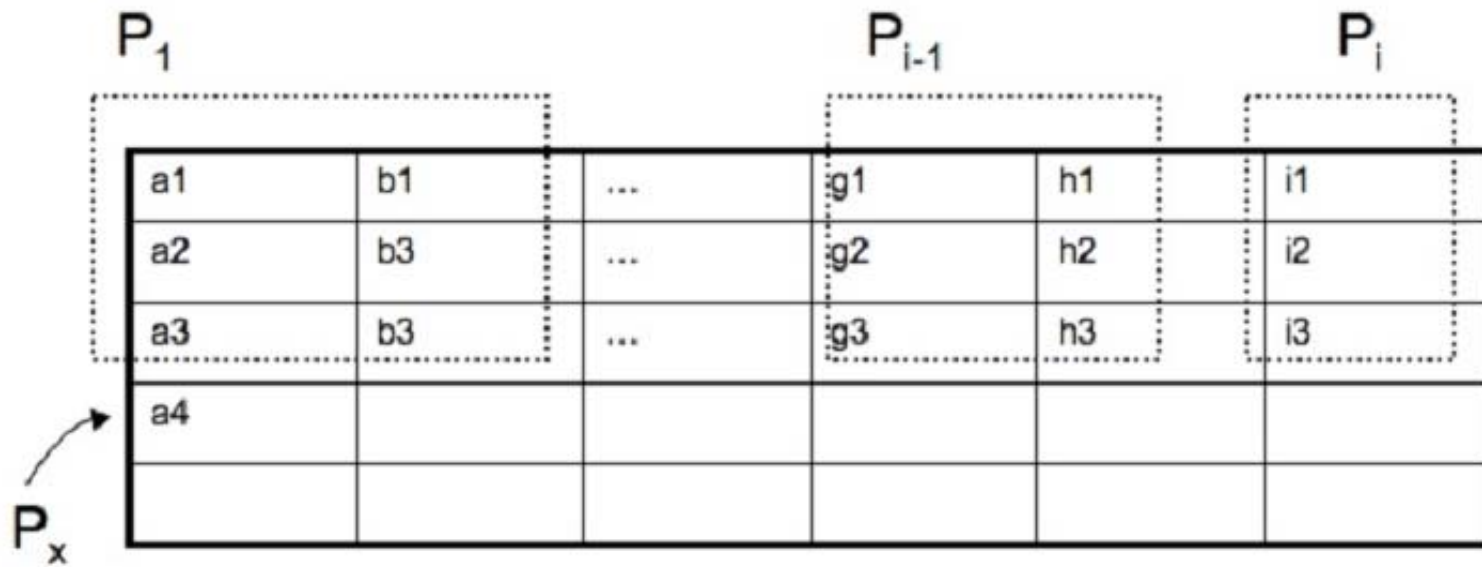 P1 Pi-1 Pi
a1 b1 ... g1 h1 i1
a2 b3 ... g2 h2 i2
a3 b3 ... g3 h3 i3
a4
Px